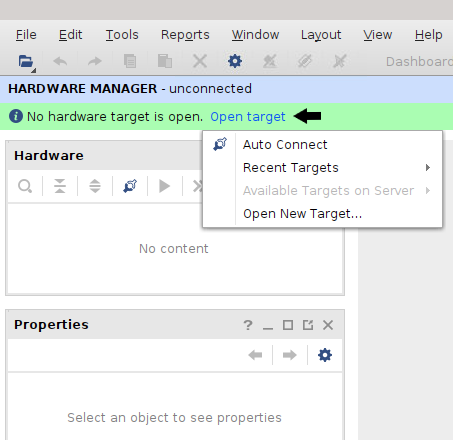 File Edit Tools Reports Window Layout View Help
Dashboard
HARDWARE MANAGER - unconnected
No hardware target is open. Open target
Auto Connect
Recent Targets
Available Targets on Server
Open New Target...
Hardware
No content
Properties
Select an object to see properties